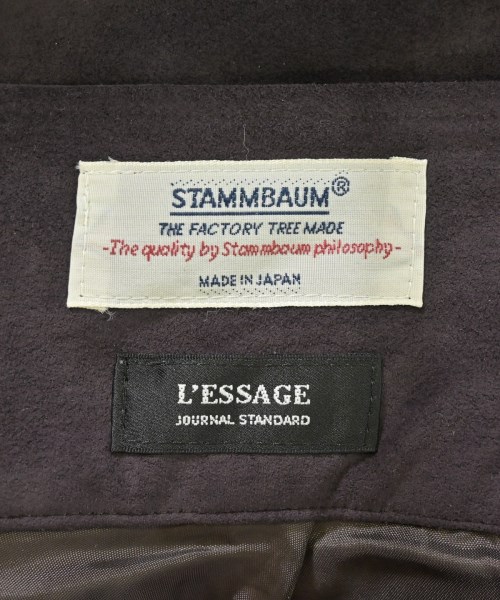 STAMMBAUM®
THE FACTORY TREE MADE
-The quality by Stammbaum philosophy-
MADE IN JAPAN
L'ESSAGE
JOURNAL STANDARD